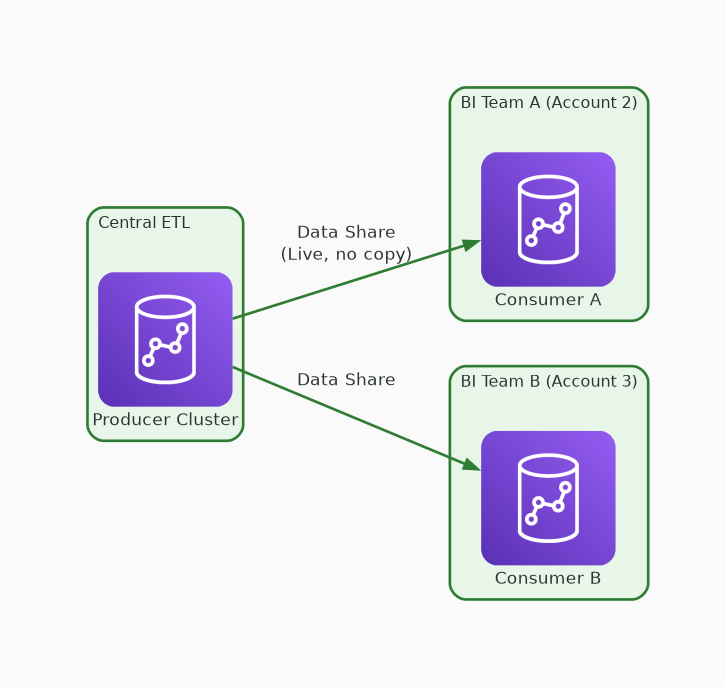 BI Team A (Account 2)
Consumer A
Central ETL
Producer Cluster
Data Share
(Live, no copy)
Data Share
BI Team B (Account 3)
Consumer B